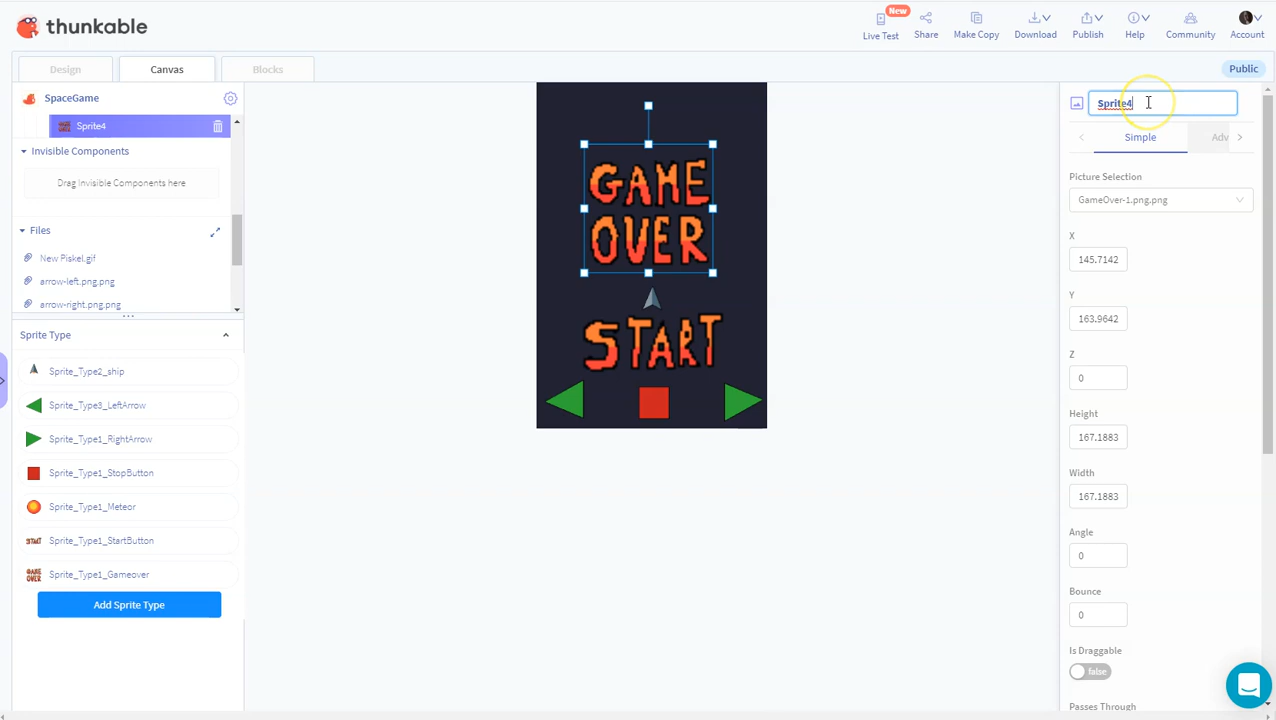 thunkable
New
Live Test
Share
Make Copy
Download
Publish
Help
Community
Account
Design
Canvas
Blocks
Public
SpaceGame
Sprite4
Invisible Components
Drag Invisible Components here
Files
New Piskel.gif
arrow-left.png.png
arrow-right.png.png
Sprite Type
Sprite_Type2_ship
Sprite_Type3_LeftArrow
Sprite_Type1_RightArrow
Sprite_Type1_StopButton
Sprite_Type1_Meteor
Sprite_Type1_StartButton
Sprite_Type1_Gameover
Add Sprite Type
GAME
OVER
START
Sprite4
Simple
Adv
Picture Selection
GameOver-1.png.png
X
145.7142
Y
163.9642
Z
0
Height
167.1883
Width
167.1883
Angle
0
Bounce
0
Is Draggable
false
Passes Through